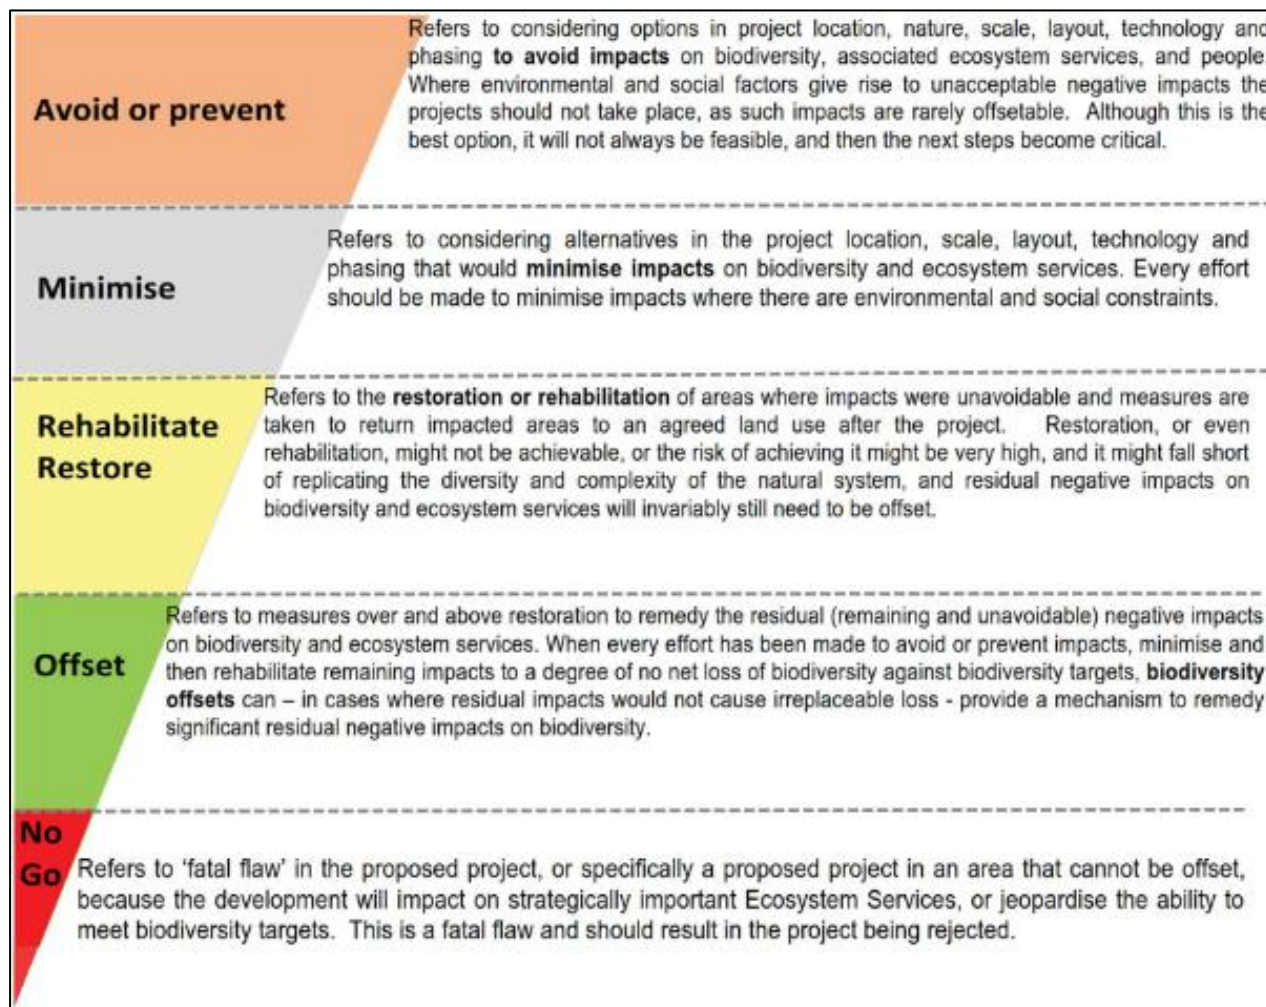 Refers to considering options in project location, nature, scale, layout, technology and
phasing to avoid impacts on biodiversity, associated ecosystem services, and people.
Where environmental and social factors give rise to unacceptable negative impacts the
projects should not take place, as such impacts are rarely offsetable. Although this is the
best option, it will not always be feasible, and then the next steps become critical.
Avoid or prevent
Refers to considering alternatives in the project location, scale, layout, technology and
phasing that would minimise impacts on biodiversity and ecosystem services. Every effort
should be made to minimise impacts where there are environmental and social constraints.
Minimise
Refers to the restoration or rehabilitation of areas where impacts were unavoidable and measures are
taken to return impacted areas to an agreed land use after the project. Restoration, or even
rehabilitation, might not be achievable, or the risk of achieving it might be very high, and it might fall short
of replicating the diversity and complexity of the natural system, and residual negative impacts on
biodiversity and ecosystem services will invariably still need to be offset.
Rehabilitate
Restore
Refers to measures over and above restoration to remedy the residual (remaining and unavoidable) negative impacts
on biodiversity and ecosystem services. When every effort has been made to avoid or prevent impacts, minimise and
then rehabilitate remaining impacts to a degree of no net loss of biodiversity against biodiversity targets, biodiversity
offsets can – in cases where residual impacts would not cause irreplaceable loss - provide a mechanism to remedy
significant residual negative impacts on biodiversity.
Offset
No
Go
Refers to ‘fatal flaw’ in the proposed project, or specifically a proposed project in an area that cannot be offset,
because the development will impact on strategically important Ecosystem Services, or jeopardise the ability to
meet biodiversity targets. This is a fatal flaw and should result in the project being rejected.